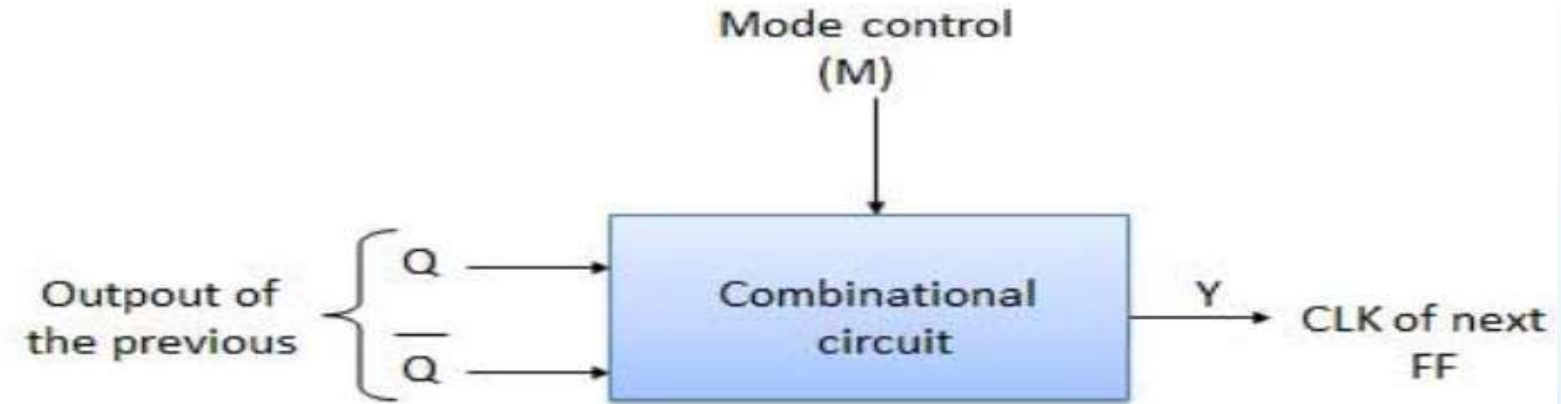 Mode control
(M)
Q
Outpout of
the previous
Q̅
Combinational
circuit
Y
CLK of next
FF